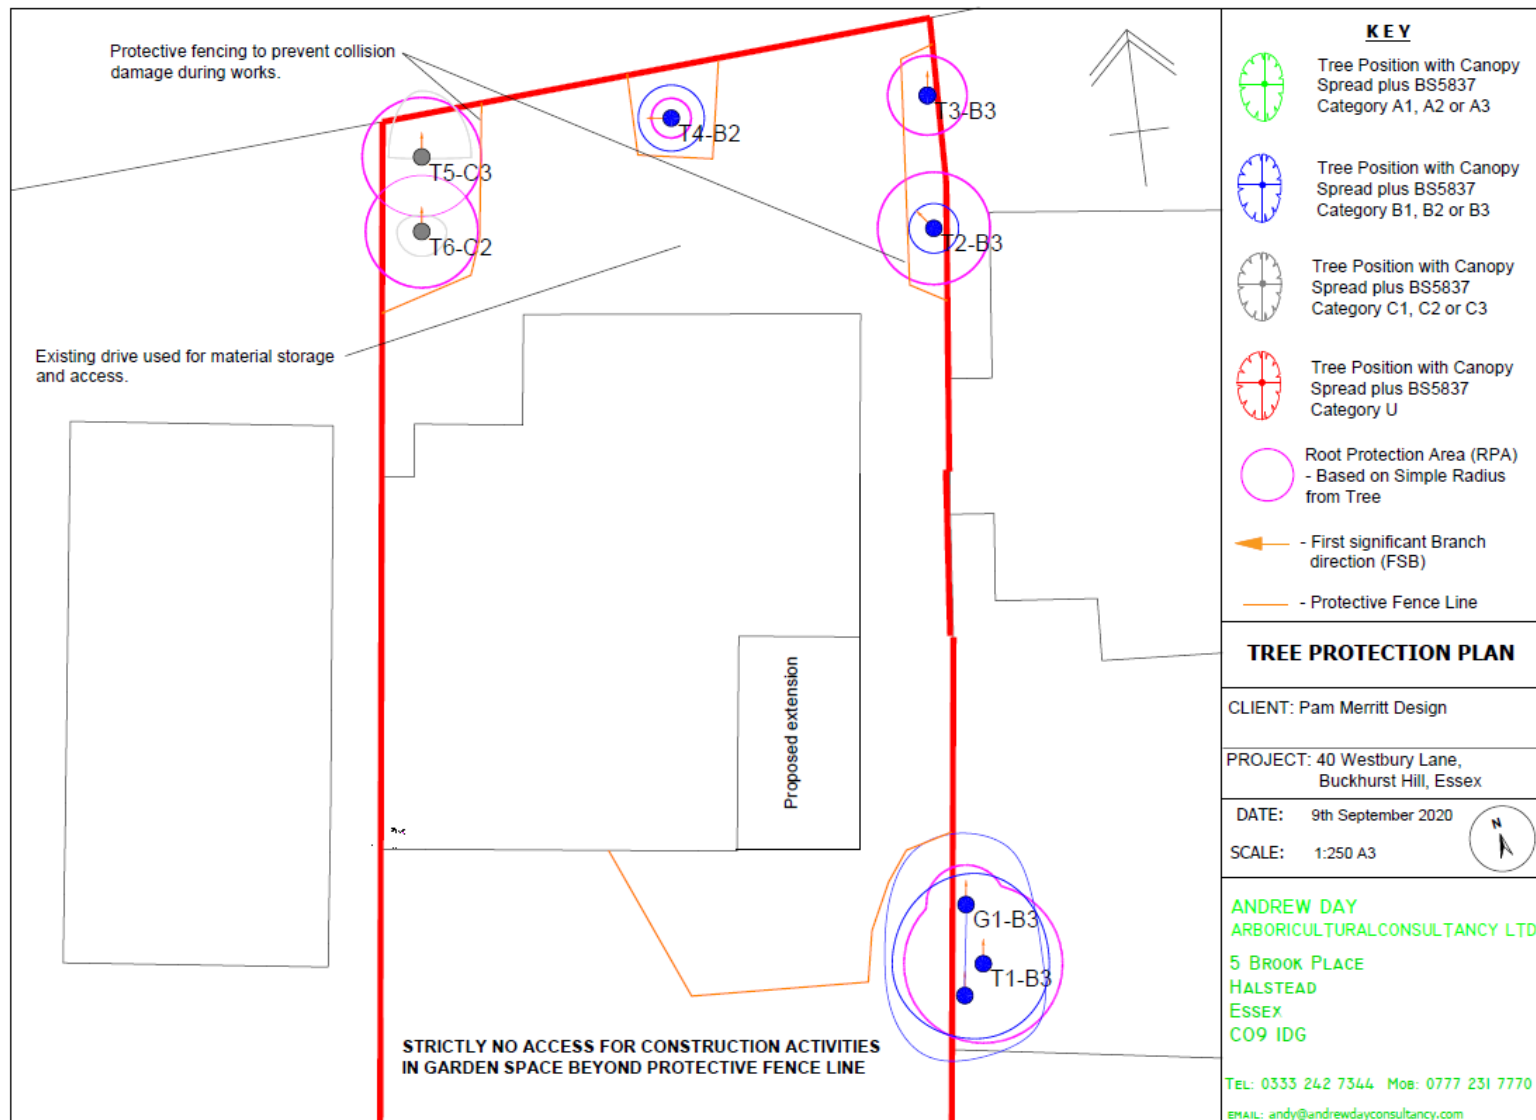 Protective fencing to prevent collision
damage during works.
T5-C3
T6-C2
T4-B2
T3-B3
T2-B3
Existing drive used for material storage
and access.
Proposed extension
G1-B3
T1-B3
STRICTLY NO ACCESS FOR CONSTRUCTION ACTIVITIES
IN GARDEN SPACE BEYOND PROTECTIVE FENCE LINE
KEY
Tree Position with Canopy
Spread plus BS5837
Category A1, A2 or A3
Tree Position with Canopy
Spread plus BS5837
Category B1, B2 or B3
Tree Position with Canopy
Spread plus BS5837
Category C1, C2 or C3
Tree Position with Canopy
Spread plus BS5837
Category U
Root Protection Area (RPA)
- Based on Simple Radius
from Tree
- First significant Branch
direction (FSB)
- Protective Fence Line
TREE PROTECTION PLAN
CLIENT: Pam Merritt Design
PROJECT: 40 Westbury Lane,
Buckhurst Hill, Essex
DATE: 9th September 2020
SCALE: 1:250 A3
N
ANDREW DAY
ARBORICULTURALCONSULTANCY LTD
5 BROOK PLACE
HALSTEAD
ESSEX
CO9 IDG
TEL: 0333 242 7344 MOB: 0777 231 7770
EMAIL: andy@andrewdayconsultancy.com